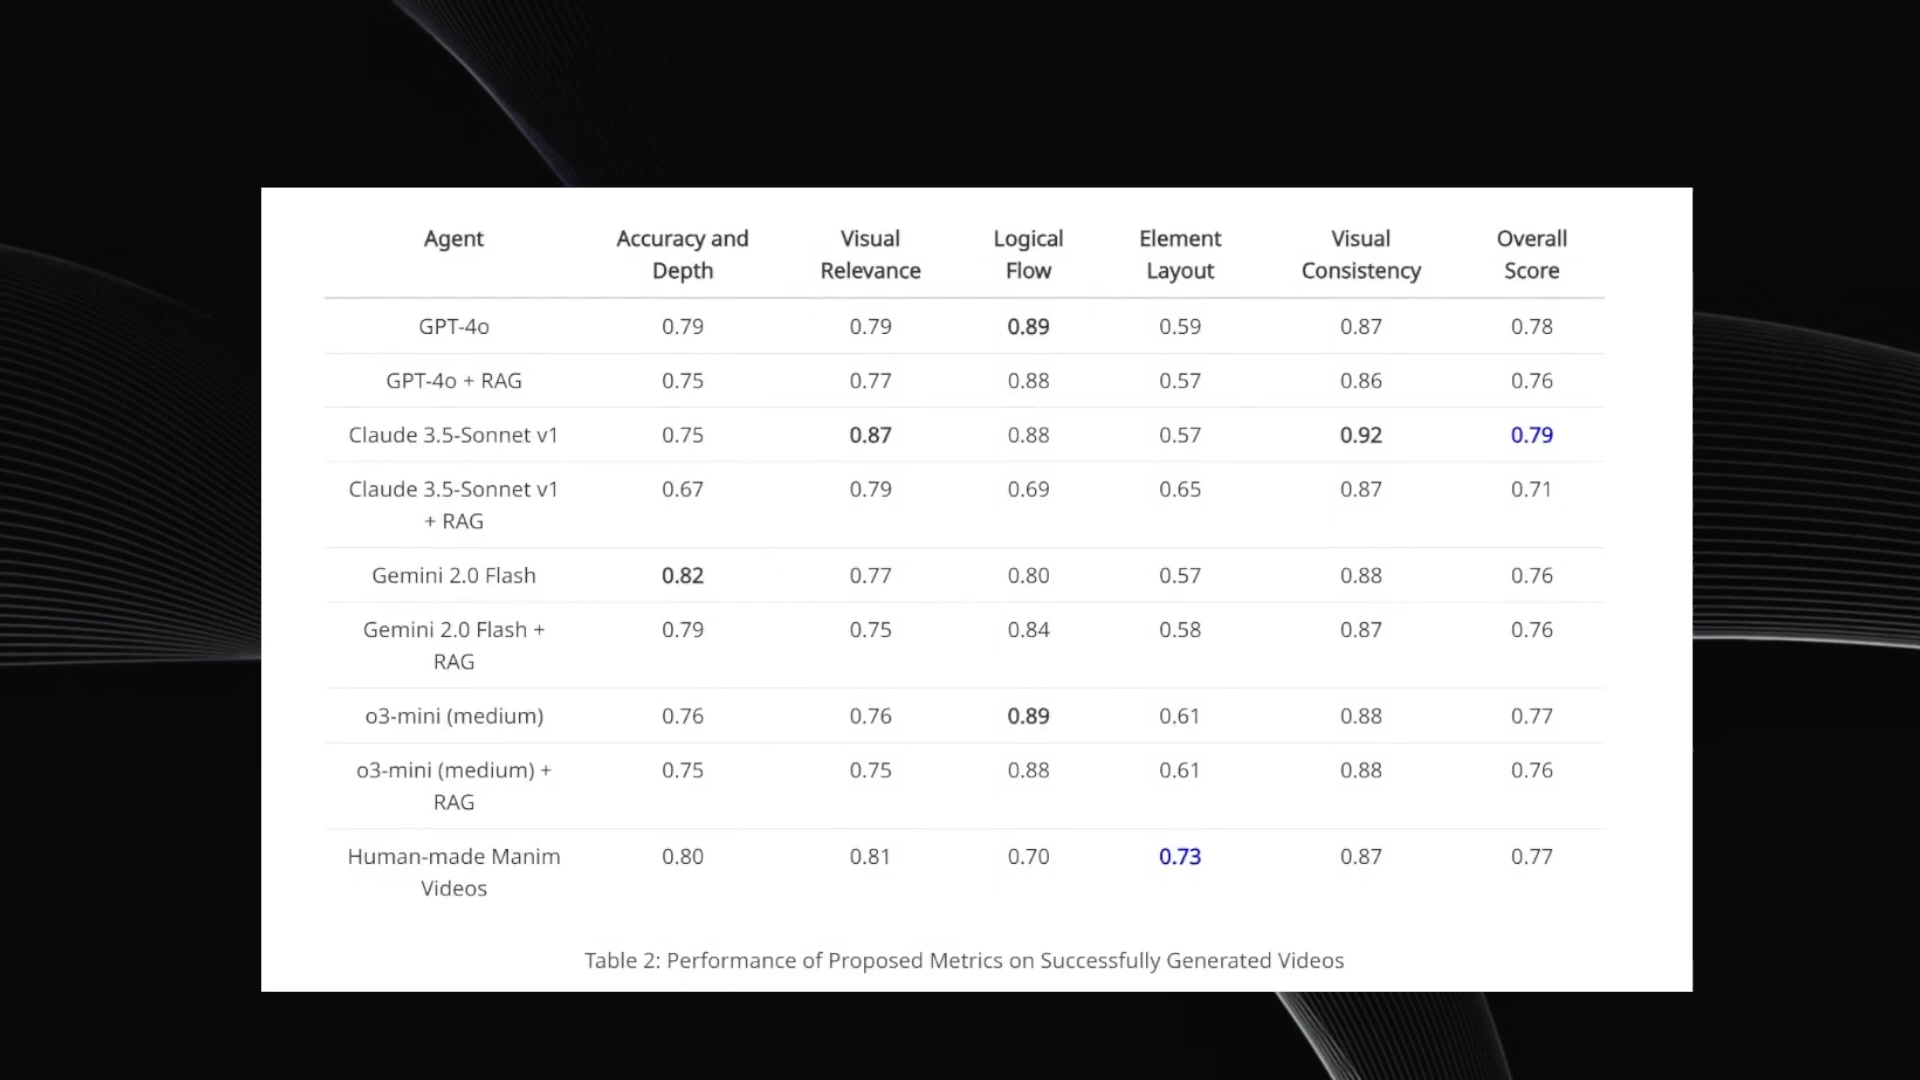 Agent Accuracy and Depth Visual Relevance Logical Flow Element Layout Visual Consistency Overall Score
GPT-4o 0.79 0.79 0.89 0.59 0.87 0.78
GPT-4o + RAG 0.75 0.77 0.88 0.57 0.86 0.76
Claude 3.5-Sonnet v1 0.75 0.87 0.88 0.57 0.92 0.79
Claude 3.5-Sonnet v1 + RAG 0.67 0.79 0.69 0.65 0.87 0.71
Gemini 2.0 Flash 0.82 0.77 0.80 0.57 0.88 0.76
Gemini 2.0 Flash + RAG 0.79 0.75 0.84 0.58 0.87 0.76
o3-mini (medium) 0.76 0.76 0.89 0.61 0.88 0.77
o3-mini (medium) + RAG 0.75 0.75 0.88 0.61 0.88 0.76
Human-made Manim Videos 0.80 0.81 0.70 0.73 0.87 0.77
Table 2: Performance of Proposed Metrics on Successfully Generated Videos